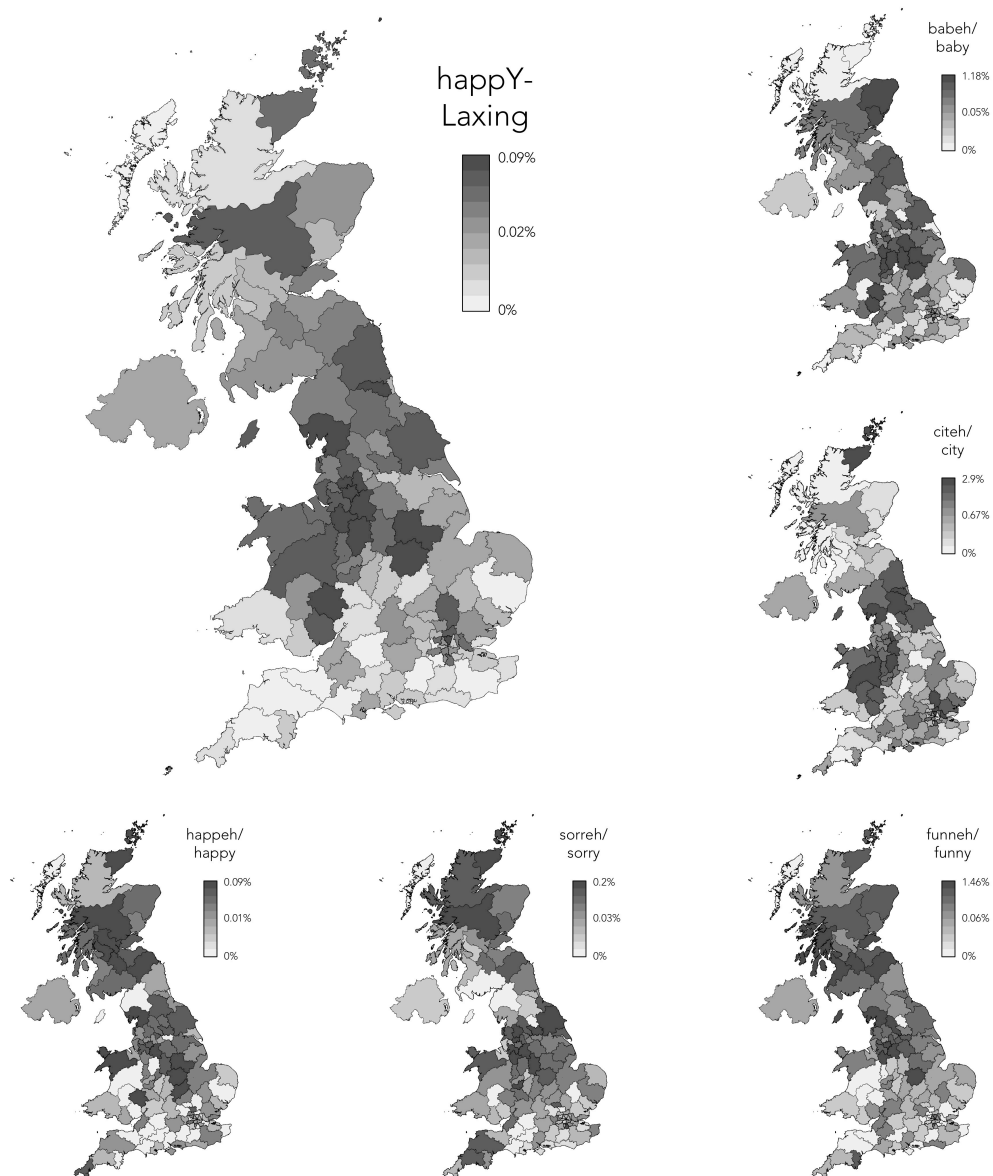 happY-
Laxing
0.09%
0.02%
0%
babeh/
baby
1.18%
0.05%
0%
citeh/
city
2.9%
0.67%
0%
happeh/
happy
0.09%
0.01%
0%
sorreh/
sorry
0.2%
0.03%
0%
funneh/
funny
1.46%
0.06%
0%